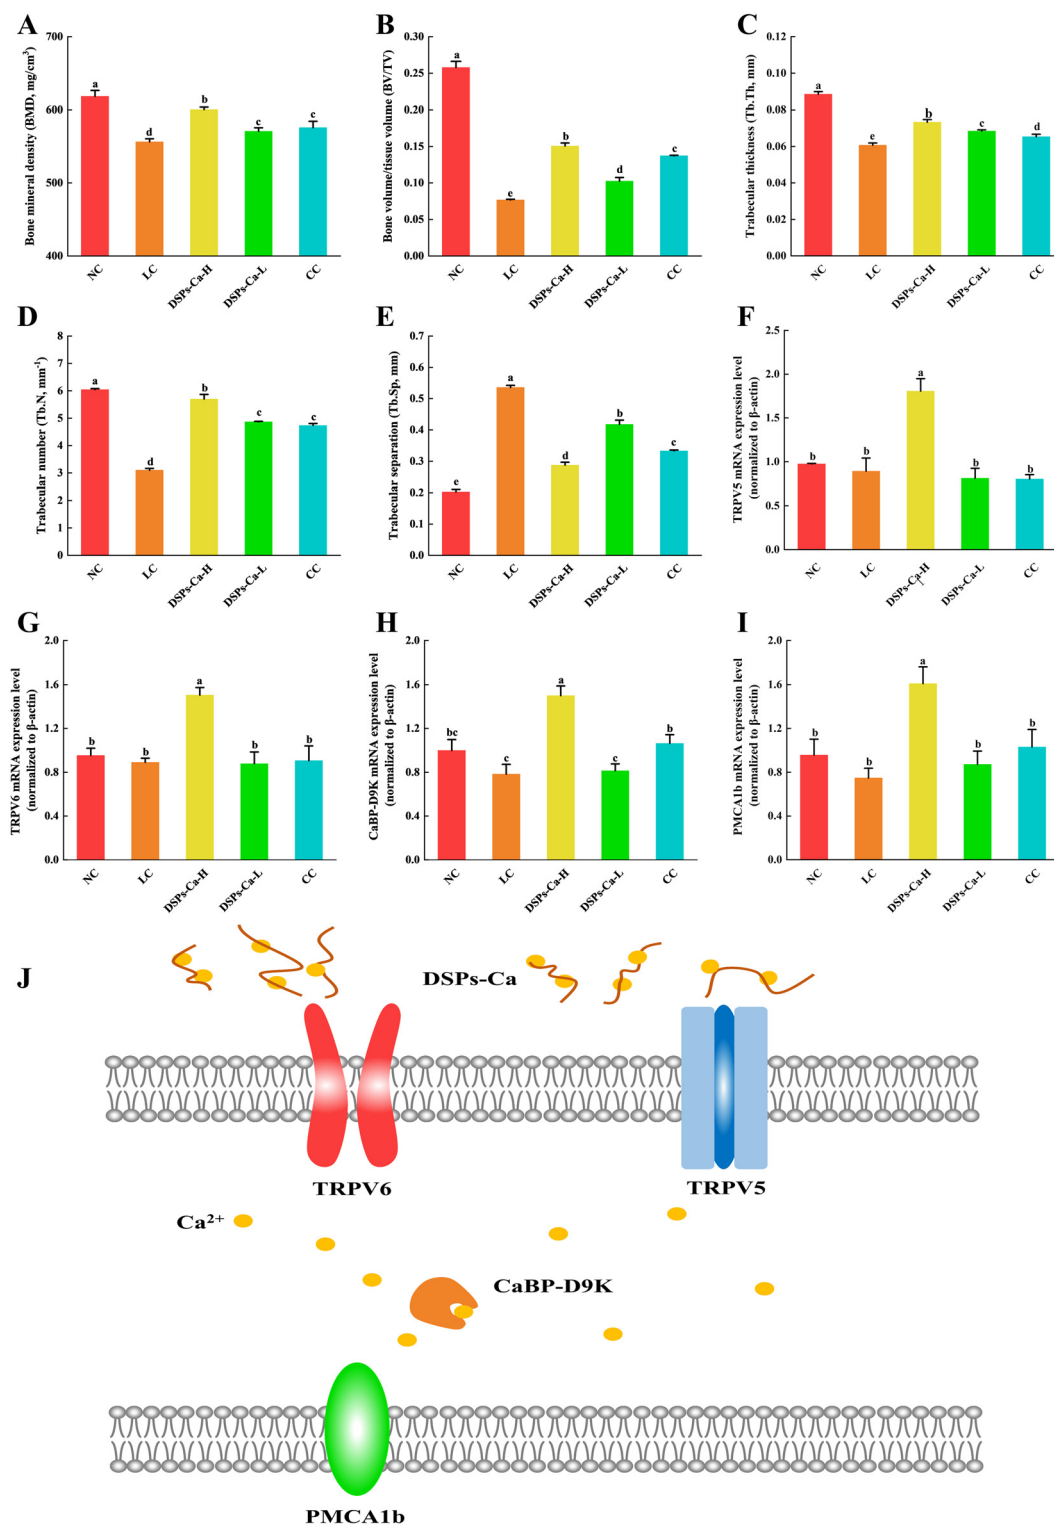 A
Bone mineral density (BMD, mg/cm³)
700
600
500
400
a
d
b
c
c
NC
LC
DSPs-Ca-H
DSPs-Ca-L
CC
B
Bone volume/tissue volume (BV/TV)
0.30
0.25
0.20
0.15
0.10
0.05
0.00
a
e
b
d
c
NC
LC
DSPs-Ca-H
DSPs-Ca-L
CC
C
Trabecular thickness (Tb.Th, mm)
0.12
0.10
0.08
0.06
0.04
0.02
0.00
a
e
b
c
d
NC
LC
DSPs-Ca-H
DSPs-Ca-L
CC
D
Trabecular number (Tb.N, mm⁻¹)
8
7
6
5
4
3
2
1
0
a
d
b
c
c
NC
LC
DSPs-Ca-H
DSPs-Ca-L
CC
E
Trabecular separation (Tb.Sp, mm)
0.7
0.6
0.5
0.4
0.3
0.2
0.1
0.0
e
a
d
b
c
NC
LC
DSPs-Ca-H
DSPs-Ca-L
CC
F
TRPV5 mRNA expression level
(normalized to β-actin)
2.5
2.0
1.5
1.0
0.5
0.0
b
b
a
b
b
NC
LC
DSPs-Ca-H
DSPs-Ca-L
CC
G
TRPV6 mRNA expression level
(normalized to β-actin)
2.0
1.6
1.2
0.8
0.4
0.0
b
b
a
b
b
NC
LC
DSPs-Ca-H
DSPs-Ca-L
CC
H
CaBP-D9K mRNA expression level
(normalized to β-actin)
2.0
1.6
1.2
0.8
0.4
0.0
bc
c
a
c
b
NC
LC
DSPs-Ca-H
DSPs-Ca-L
CC
I
PMCA1b mRNA expression level
(normalized to β-actin)
2.0
1.6
1.2
0.8
0.4
0.0
b
b
a
b
b
NC
LC
DSPs-Ca-H
DSPs-Ca-L
CC
J
DSPs-Ca
TRPV6
TRPV5
Ca²⁺
CaBP-D9K
PMCA1b